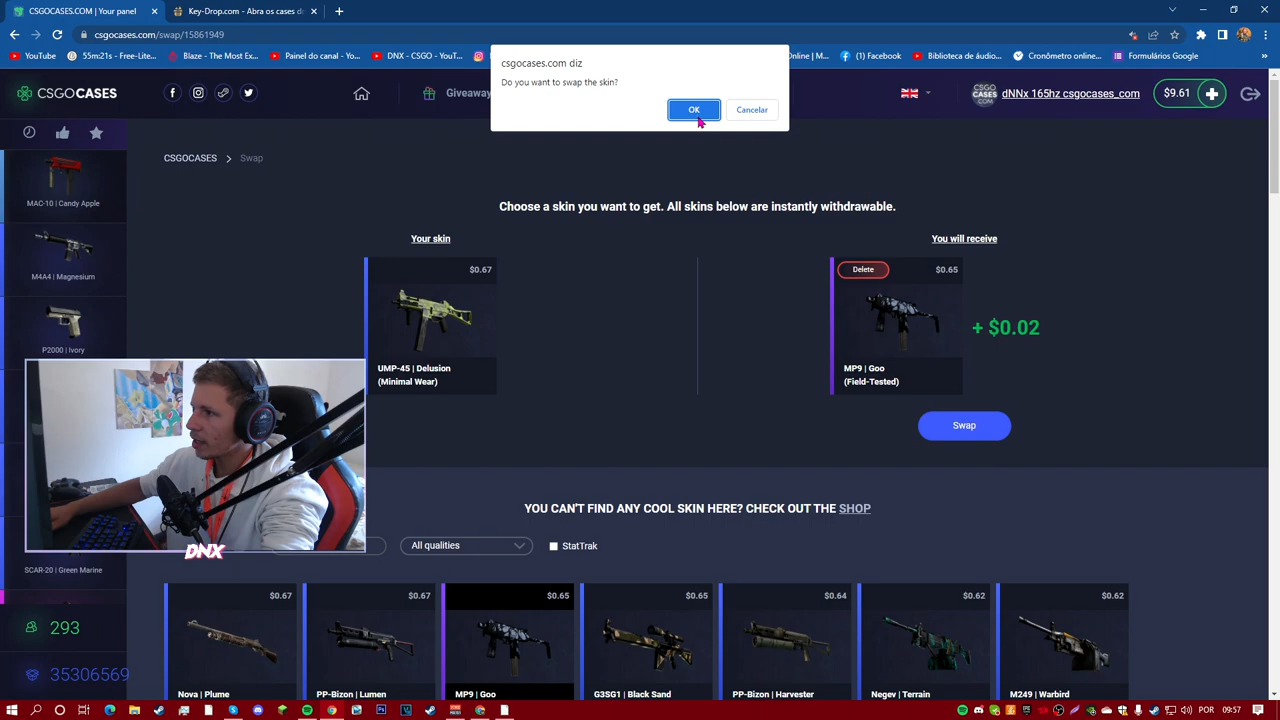 CSGOCASES.COM | Your panel
Key-Drop.com | Abra os cases d
csgocases.com/swap/15861949
YouTube
55m21s - Free-Lite...
Blaze - The Most Ex...
Painel do canal - Yo...
DNX - CSGO - YouT...
Online | M...
(1) Facebook
Cronômetro online...
Formulários Google
csgocases.com diz
Do you want to swap the skin?
OK
Cancelar
CSGOCASES
Giveaway
dNNx 165hz csgocases_com
$9.61
CSGOCASES > Swap
MAC-10 | Candy Apple
M4A4 | Magnesium
P2000 | Ivory
SCAR-20 | Green Marine
293
35306569
Choose a skin you want to get. All skins below are instantly withdrawable.
Your skin
You will receive
$0.67
UMP-45 | Delusion
(Minimal Wear)
Delete
$0.65
MP9 | Goo
(Field-Tested)
+ $0.02
Swap
DNX
YOU CAN'T FIND ANY COOL SKIN HERE? CHECK OUT THE SHOP
All qualities
StatTrak
$0.67
$0.67
$0.65
$0.65
$0.64
$0.62
$0.62
Nova | Plume
PP-Bizon | Lumen
MP9 | Goo
G3SG1 | Black Sand
PP-Bizon | Harvester
Negev | Terrain
M249 | Warbird
POR
09:57